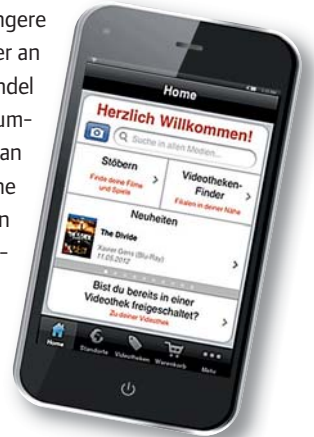 ngere
er an
ndel
um-
an
ne
n
-
Home
Herzlich Willkommen!
Suche in allen Medien...
Stöbern
Finde deine Filme
und Spiele
Videotheken-
Finder
Filialen in deiner Nähe
Neuheiten
The Divide
Xavier Gens (Blu-Ray)
11.05.2012
Bist du bereits in einer
Videothek freigeschaltet?
Zu deiner Videothek
Home
Standorte
Videotheken
Warenkorb
Mehr